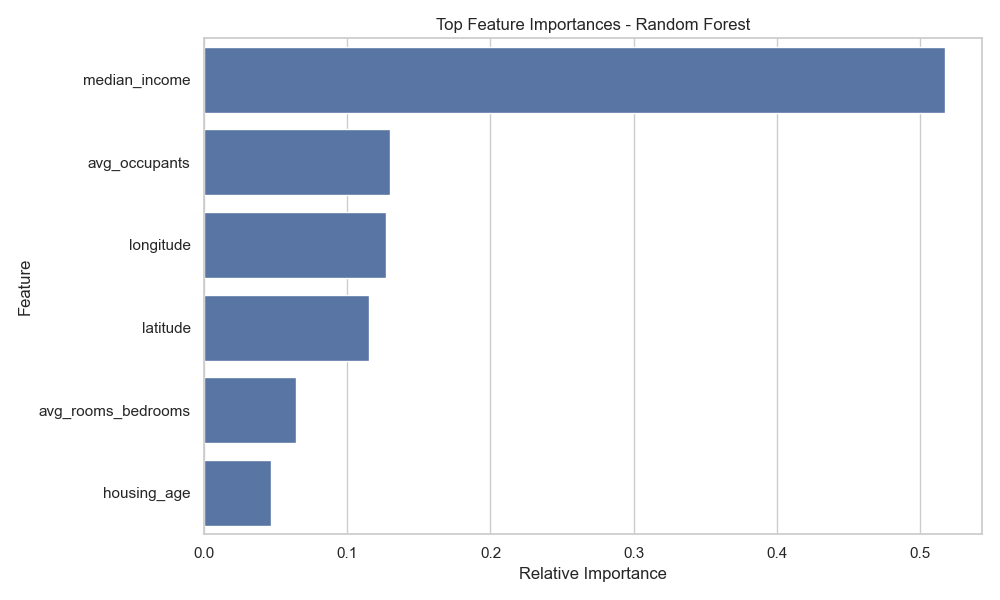 Top Feature Importances - Random Forest
median_income
avg_occupants
longitude
latitude
avg_rooms_bedrooms
housing_age
Feature
0.0 0.1 0.2 0.3 0.4 0.5
Relative Importance